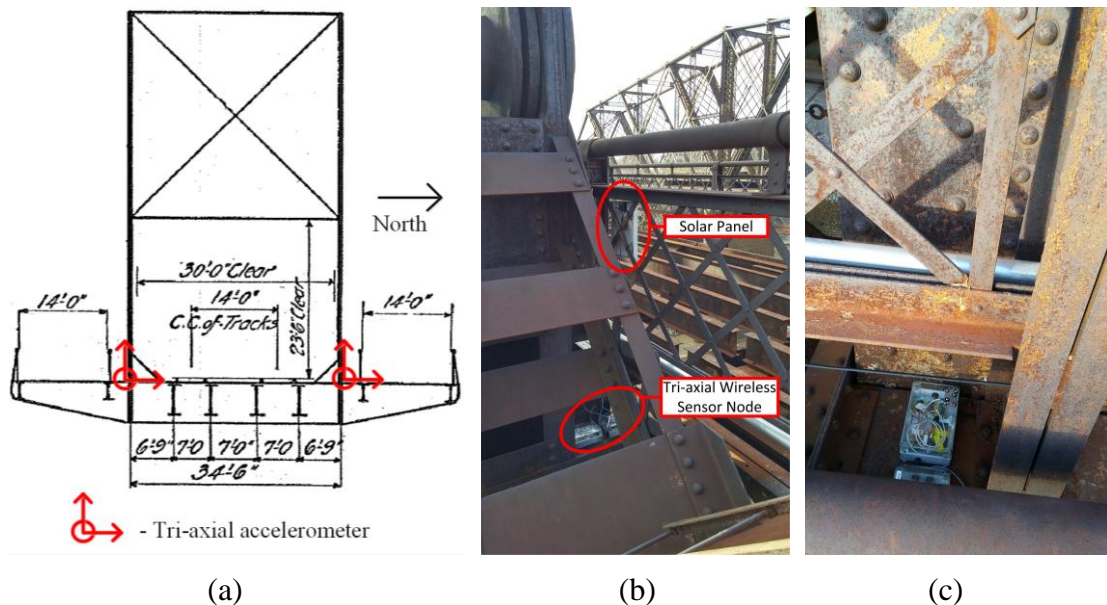 North
30'-0" Clear
14'-0"
14'-0"
14'-0"
C.C.of-Tracks
23'-6" Clear
6'-9" 7'-0 7'-0" 7'-0 6'-9"
34'-6"
- Tri-axial accelerometer
Solar Panel
Tri-axial Wireless
Sensor Node
(a)
(b)
(c)